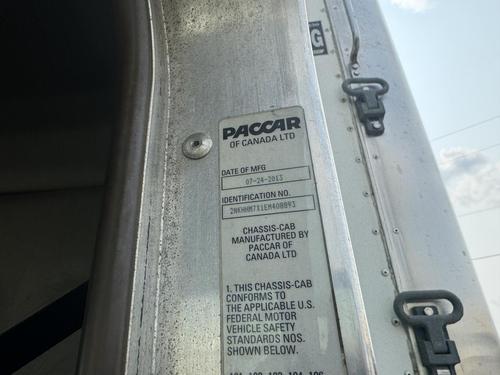 G
PACCAR
OF CANADA LTD
DATE OF MFG
07-24-2013
IDENTIFICATION NO.
2NKHHM7X1EM408893
CHASSIS-CAB
MANUFACTURED BY
PACCAR OF
CANADA LTD
1. THIS CHASSIS-CAB
CONFORMS TO
THE APPLICABLE U.S.
FEDERAL MOTOR
VEHICLE SAFETY
STANDARDS NOS.
SHOWN BELOW.